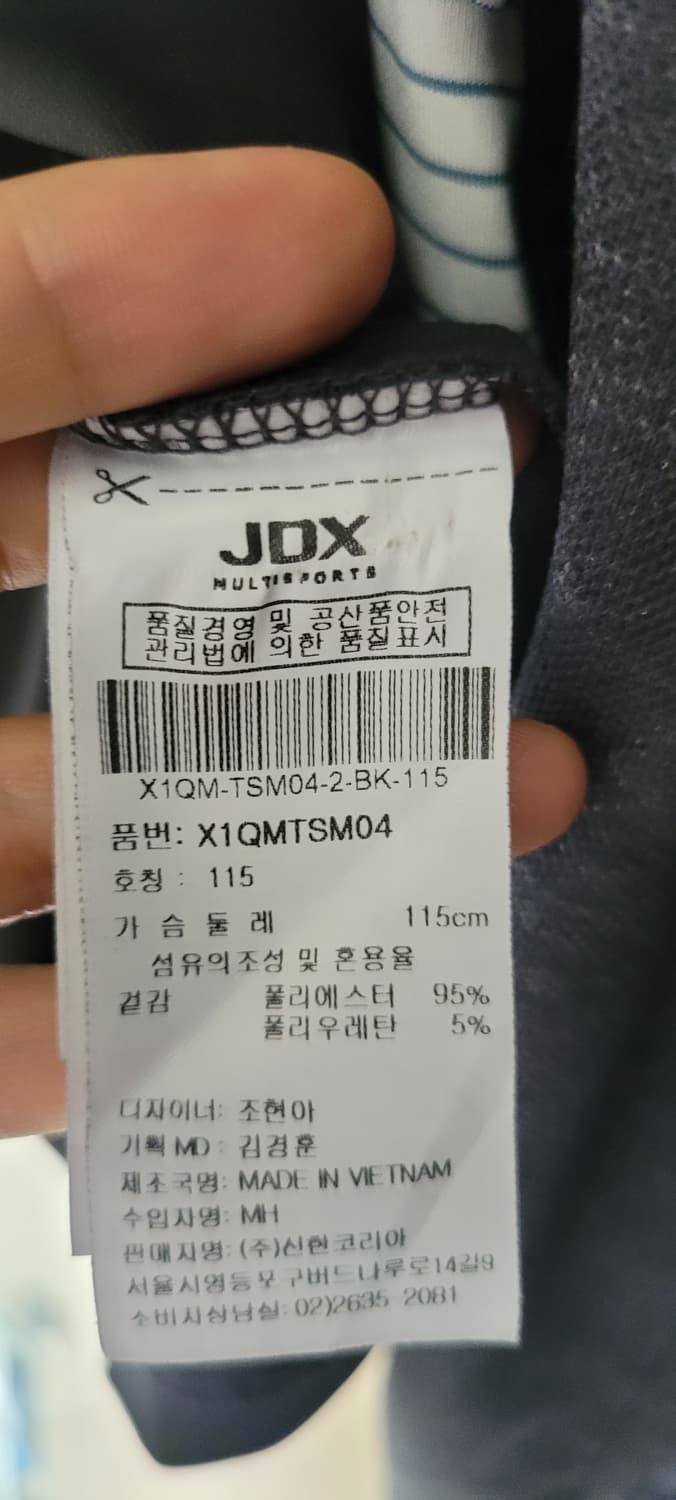 JDX
MULTISPORTS
품질경영 및 공산품안전
관리법에 의한 품질표시
X1QM-TSM04-2-BK-115
품번: X1QMTSM04
호칭 : 115
가 슴 둘 레 115cm
섬유의조성 및 혼용율
겉감 폴리에스터 95%
폴리우레탄 5%
디자이너: 조현아
기획 MD : 김경훈
제조국명: MADE IN VIETNAM
수입자명: MH
판매자명: (주)신한코리아
서울시영등포구버드나루로14길9
소비자상담실: 02)2635-2081